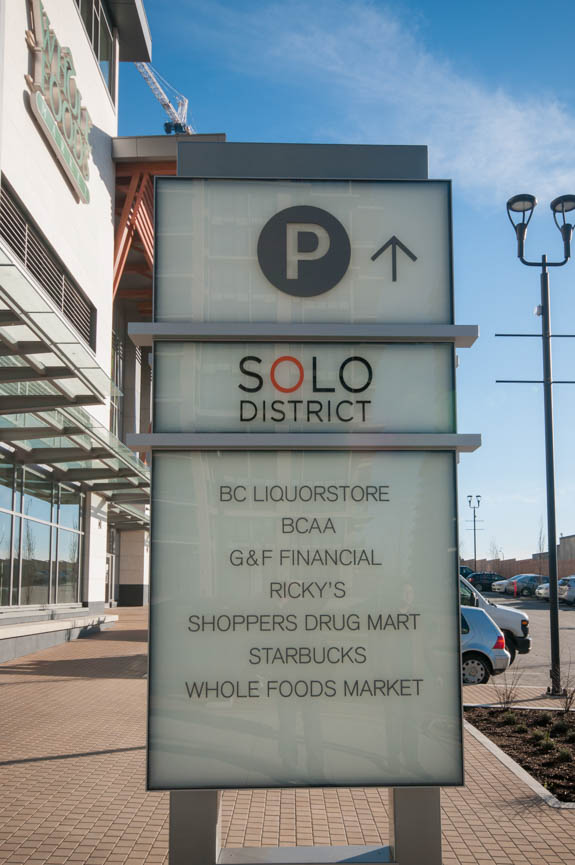 P ↑
SOLO
DISTRICT
BC LIQUORSTORE
BCAA
G&F FINANCIAL
RICKY'S
SHOPPERS DRUG MART
STARBUCKS
WHOLE FOODS MARKET